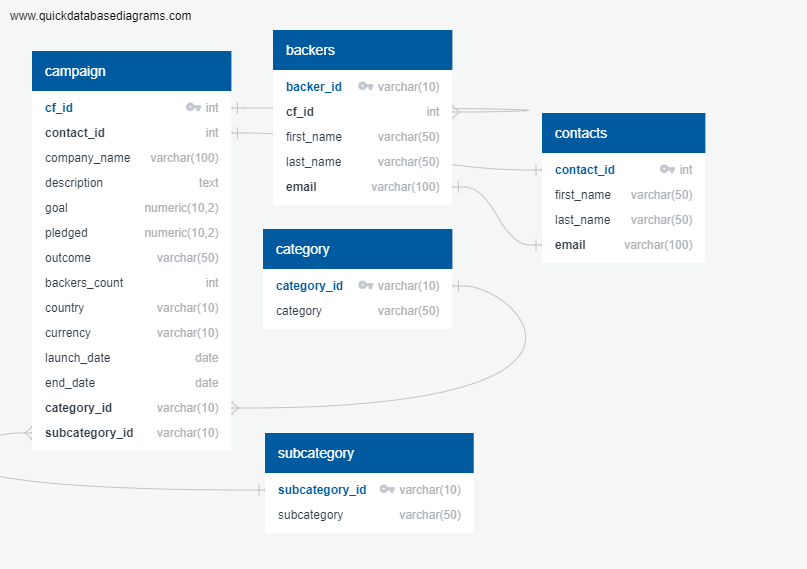 www.quickdatabasediagrams.com
campaign
cf_id int
contact_id int
company_name varchar(100)
description text
goal numeric(10,2)
pledged numeric(10,2)
outcome varchar(50)
backers_count int
country varchar(10)
currency varchar(10)
launch_date date
end_date date
category_id varchar(10)
subcategory_id varchar(10)
backers
backer_id varchar(10)
cf_id int
first_name varchar(50)
last_name varchar(50)
email varchar(100)
contacts
contact_id int
first_name varchar(50)
last_name varchar(50)
email varchar(100)
category
category_id varchar(10)
category varchar(50)
subcategory
subcategory_id varchar(10)
subcategory varchar(50)